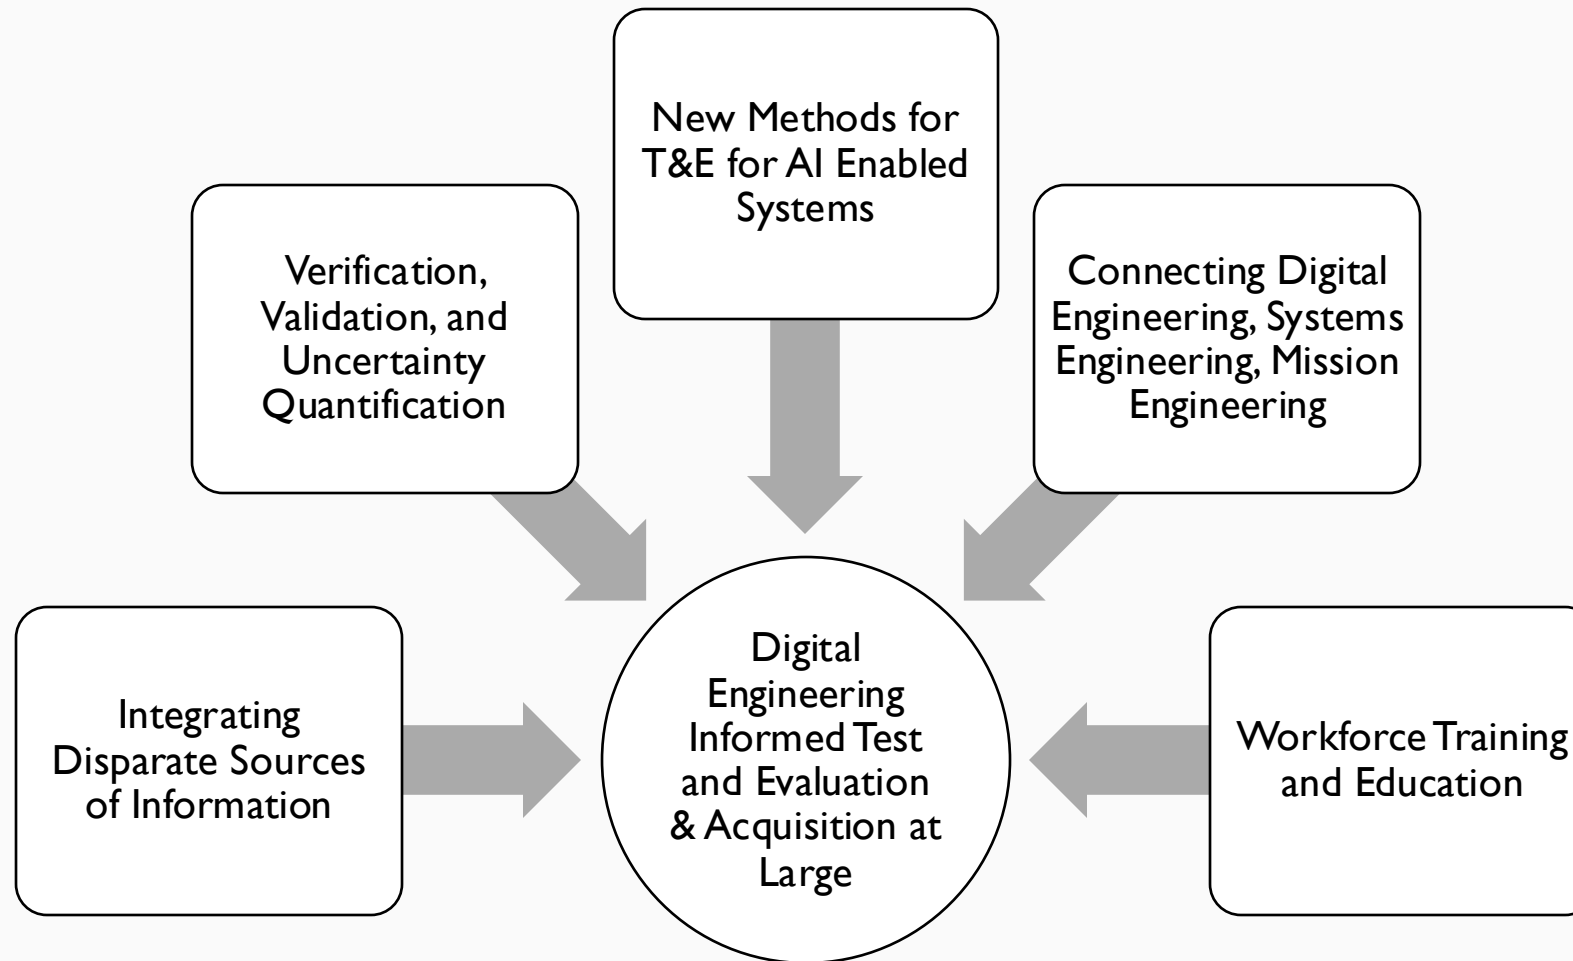 New Methods for
T&E for AI Enabled
Systems
Verification,
Validation, and
Uncertainty
Quantification
Connecting Digital
Engineering, Systems
Engineering, Mission
Engineering
Integrating
Disparate Sources
of Information
Digital
Engineering
Informed Test
and Evaluation
& Acquisition at
Large
Workforce Training
and Education